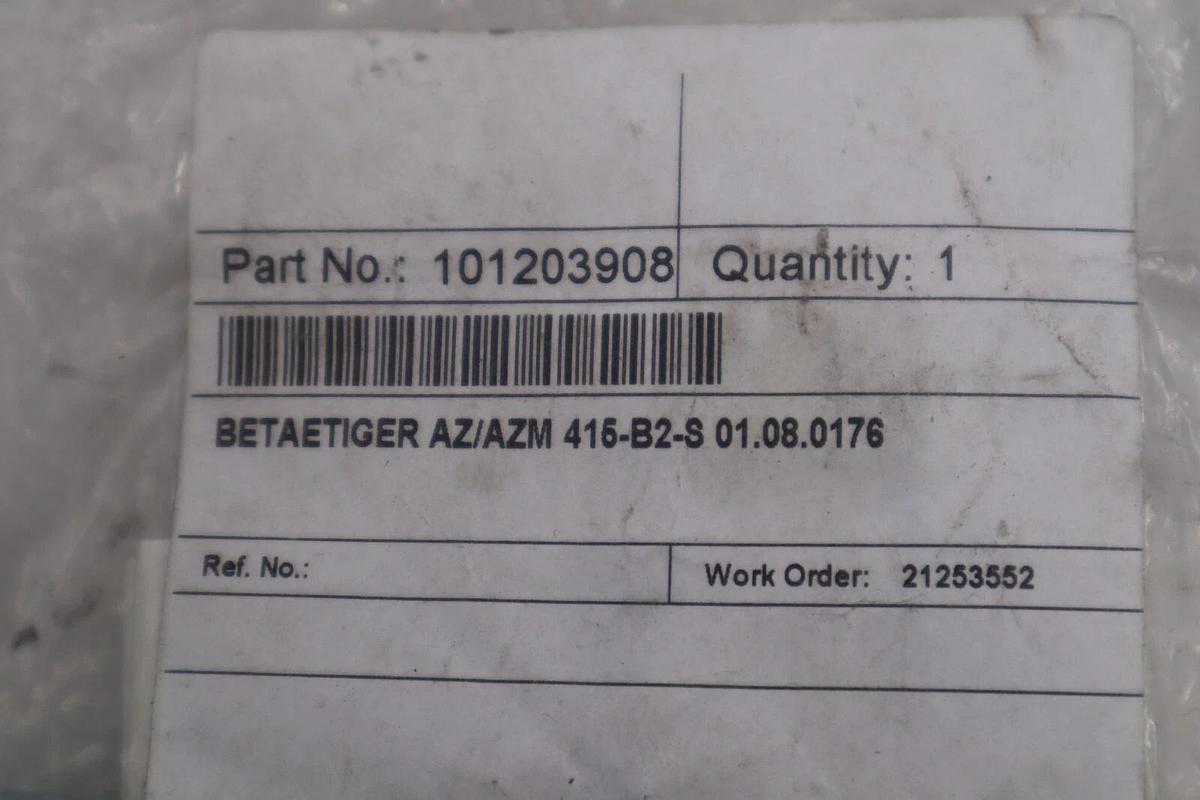 Part No.: 101203908 Quantity: 1
BETAETIGER AZ/AZM 415-B2-S 01.08.0176
Ref. No.: Work Order: 21253552